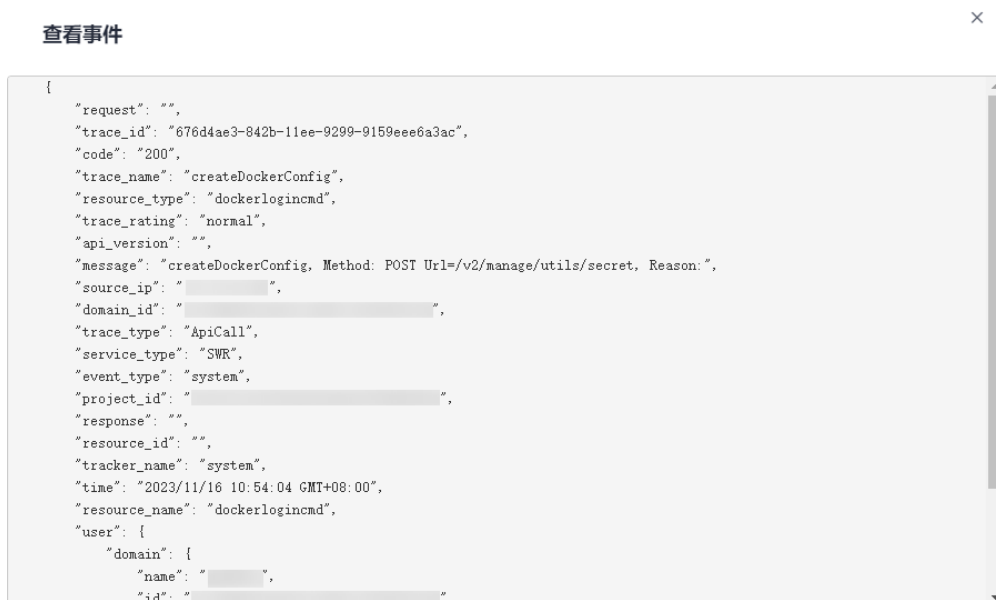 查看事件
{
"request": "",
"trace_id": "676d4ae3-842b-11ee-9299-9159eee6a3ac",
"code": "200",
"trace_name": "createDockerConfig",
"resource_type": "dockerlogincmd",
"trace_rating": "normal",
"api_version": "",
"message": "createDockerConfig, Method: POST Url=/v2/manage/utils/secret, Reason:",
"source_ip": "          ",
"domain_id": "          ",
"trace_type": "ApiCall",
"service_type": "SWR",
"event_type": "system",
"project_id": "          ",
"response": "",
"resource_id": "",
"tracker_name": "system",
"time": "2023/11/16 10:54:04 GMT+08:00",
"resource_name": "dockerlogincmd",
"user": {
"domain": {
"name": "          ",
"id": "          "